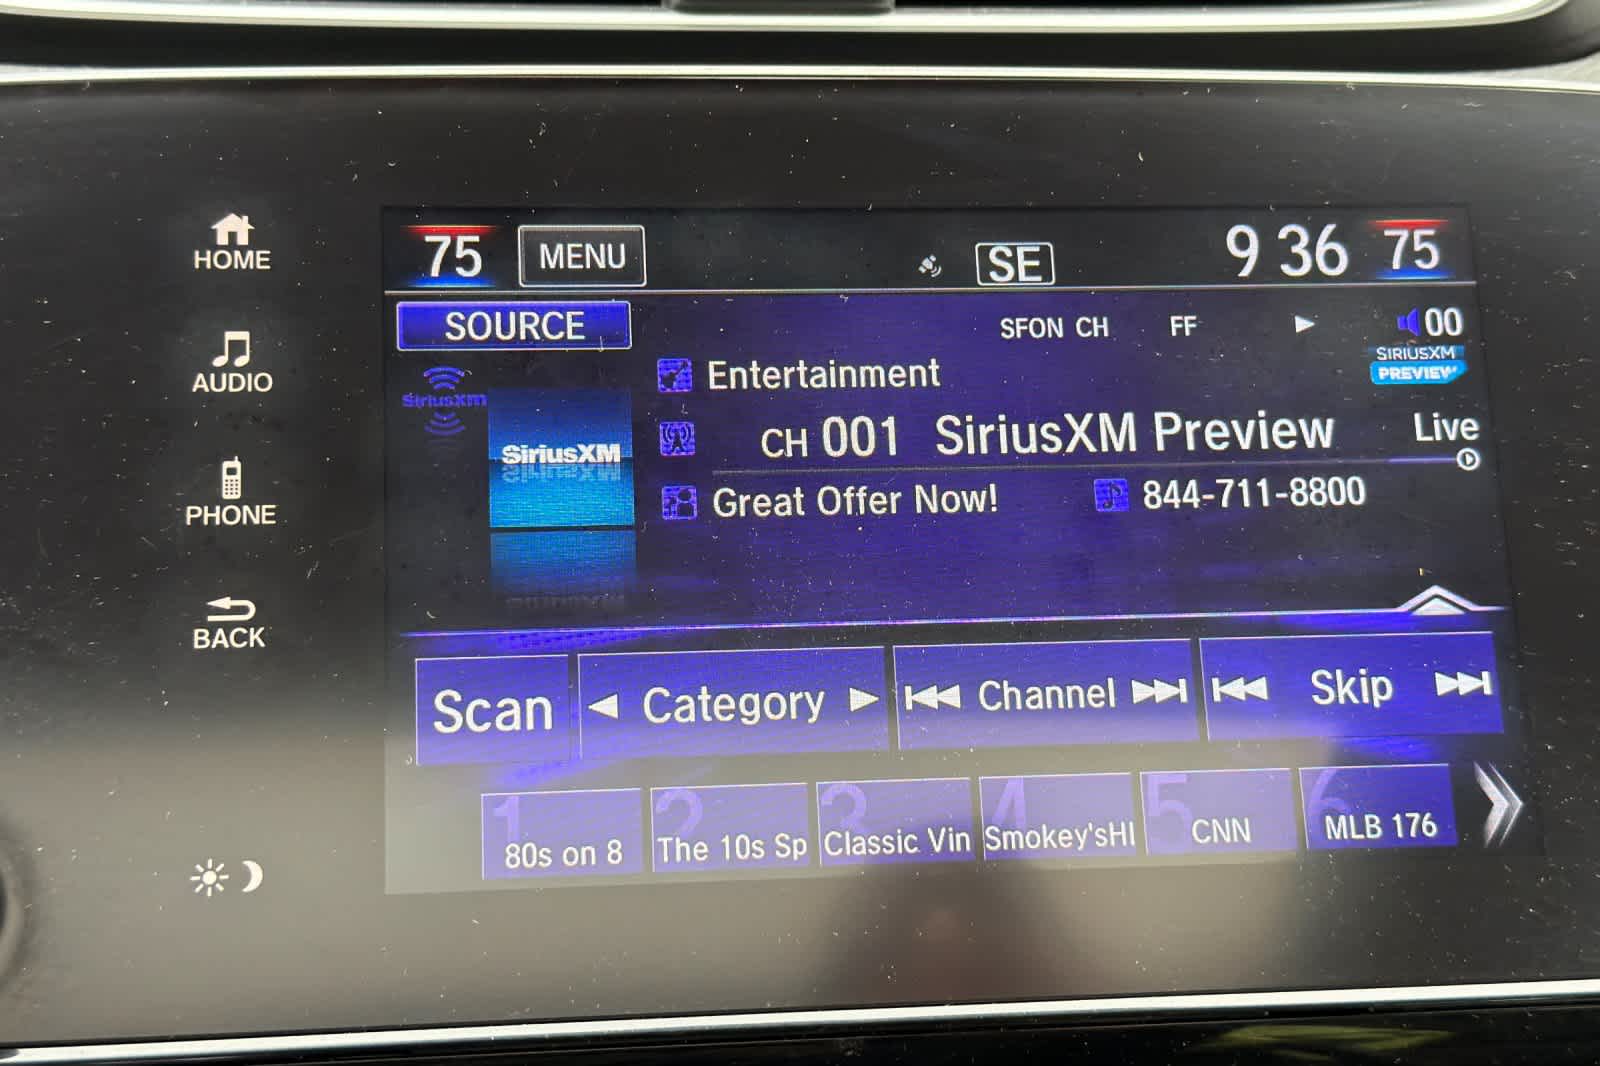 HOME
AUDIO
PHONE
BACK
75 MENU SE 9 36 75
SOURCE SFON CH FF 00
SIRIUSXM
PREVIEW
SiriusXm
SiriusXM
Entertainment
CH 001 SiriusXM Preview Live
Great Offer Now! 844-711-8800
Scan Category Channel Skip
1 80s on 8
2 The 10s Sp
3 Classic Vin
4 Smokey'sHI
5 CNN
6 MLB 176